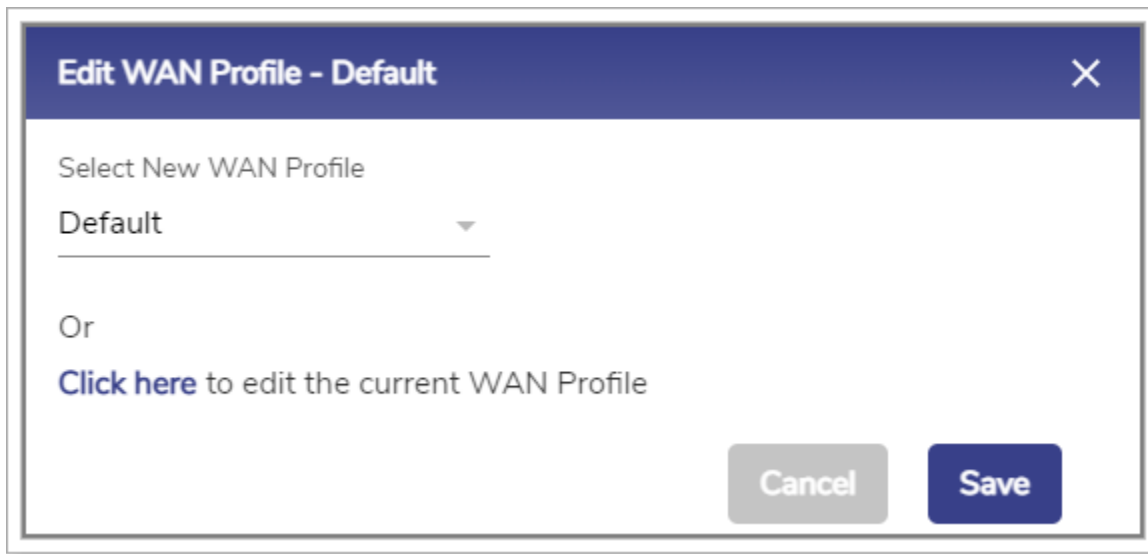 Edit WAN Profile - Default
Select New WAN Profile
Default
Or
Click here to edit the current WAN Profile
Cancel
Save